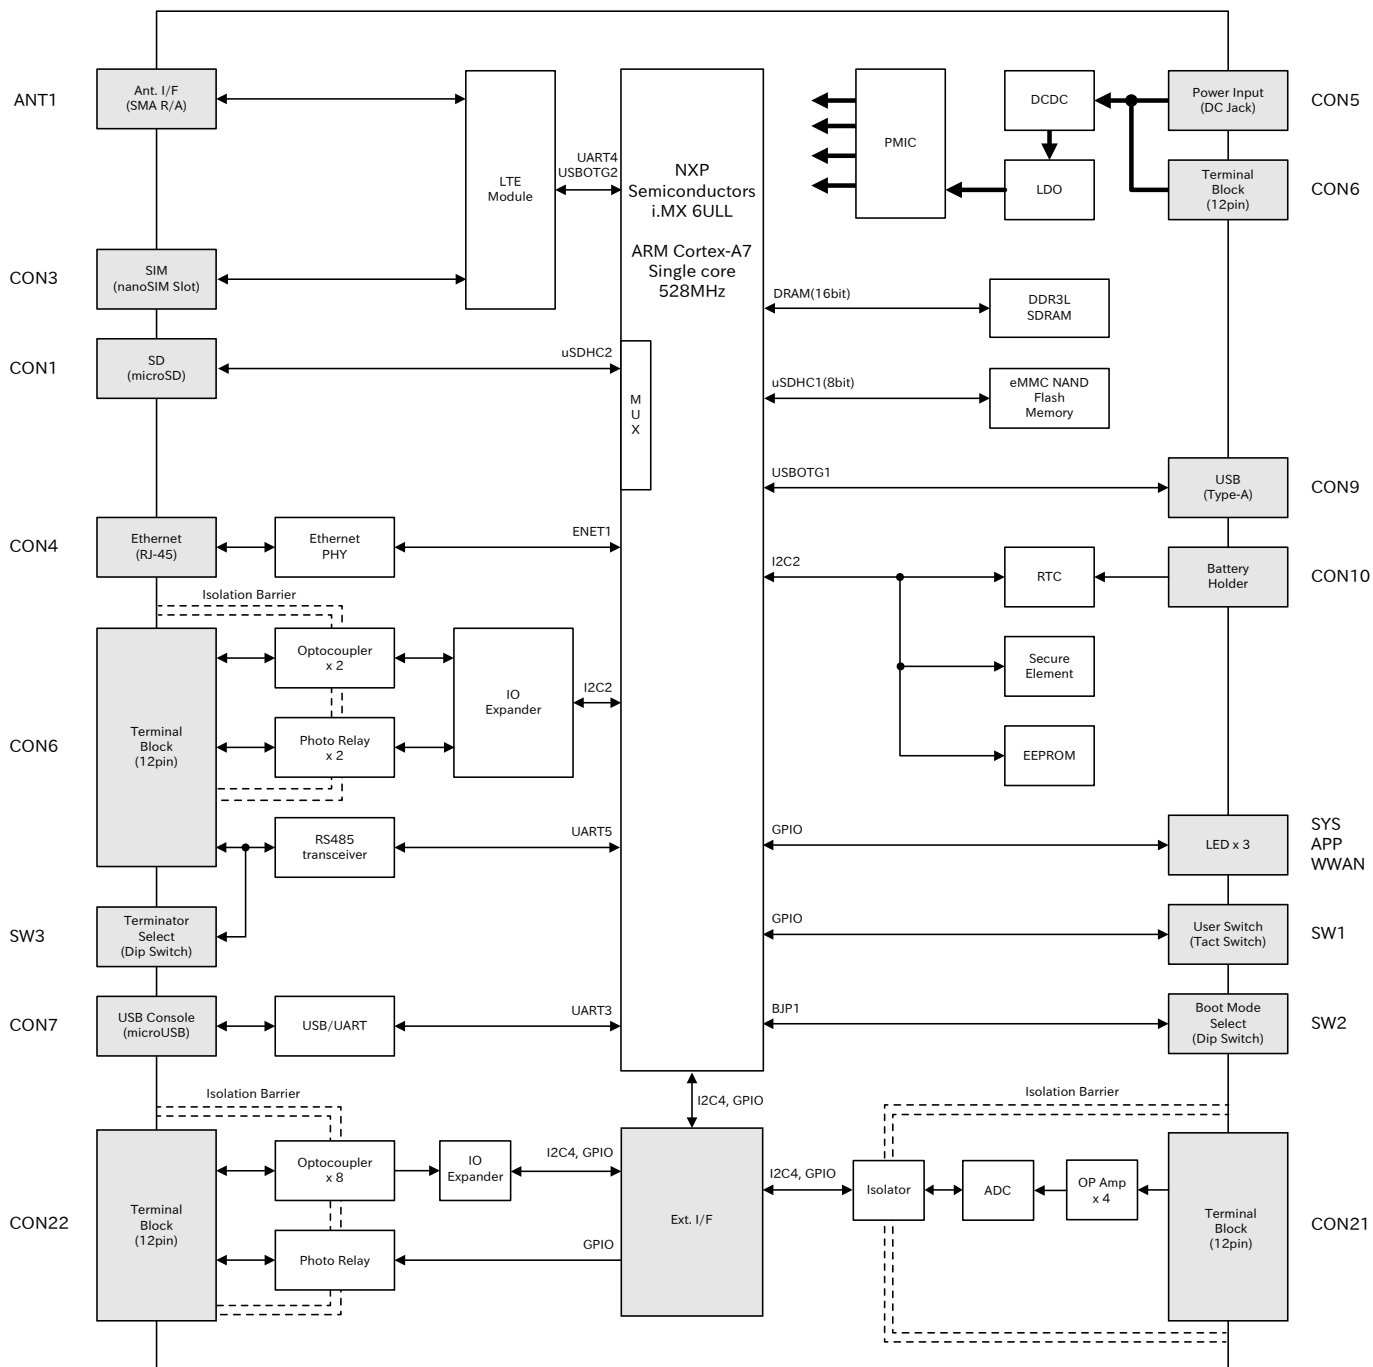 ANT1
Ant. I/F
(SMA R/A)
LTE
Module
UART4
USBOTG2
CON3
SIM
(nanoSIM Slot)
CON1
SD
(microSD)
uSDHC2
M
U
X
NXP
Semiconductors
i.MX 6ULL
ARM Cortex-A7
Single core
528MHz
PMIC
DCDC
LDO
Power Input
(DC Jack)
CON5
Terminal
Block
(12pin)
CON6
DRAM(16bit)
DDR3L
SDRAM
uSDHC1(8bit)
eMMC NAND
Flash
Memory
USBOTG1
USB
(Type-A)
CON9
CON4
Ethernet
(RJ-45)
Ethernet
PHY
ENET1
I2C2
RTC
Battery
Holder
CON10
Secure
Element
EEPROM
Isolation Barrier
CON6
Terminal
Block
(12pin)
Optocoupler
x 2
Photo Relay
x 2
IO
Expander
I2C2
RS485
transceiver
UART5
SW3
Terminator
Select
(Dip Switch)
CON7
USB Console
(microUSB)
USB/UART
UART3
GPIO
LED x 3
SYS
APP
WWAN
GPIO
User Switch
(Tact Switch)
SW1
BJP1
Boot Mode
Select
(Dip Switch)
SW2
I2C4, GPIO
Isolation Barrier
CON22
Terminal
Block
(12pin)
Optocoupler
x 8
IO
Expander
I2C4, GPIO
Photo Relay
GPIO
Ext. I/F
I2C4, GPIO
Isolation Barrier
Isolator
ADC
OP Amp
x 4
Terminal
Block
(12pin)
CON21